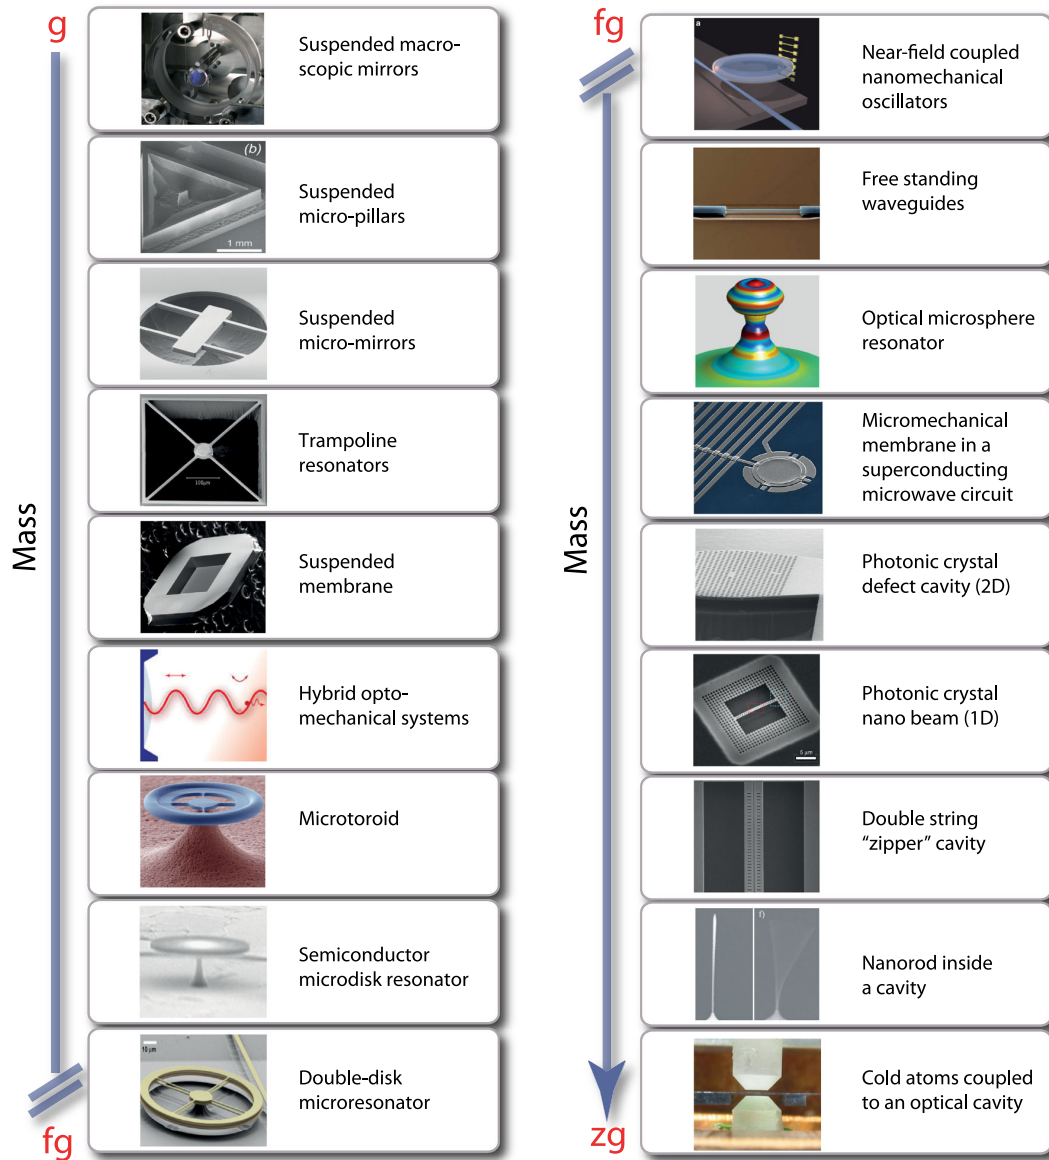 g
Mass
Suspended macro-
scopic mirrors
(b)
1 mm
Suspended
micro-pillars
Suspended
micro-mirrors
100μm
Trampoline
resonators
Suspended
membrane
Hybrid opto-
mechanical systems
Microtoroid
Semiconductor
microdisk resonator
10 μm
Double-disk
microresonator
fg
fg
Mass
a
Near-field coupled
nanomechanical
oscillators
Free standing
waveguides
Optical microsphere
resonator
Micromechanical
membrane in a
superconducting
microwave circuit
Photonic crystal
defect cavity (2D)
5 μm
Photonic crystal
nano beam (1D)
Double string
“zipper” cavity
f)
Nanorod inside
a cavity
Cold atoms coupled
to an optical cavity
zg